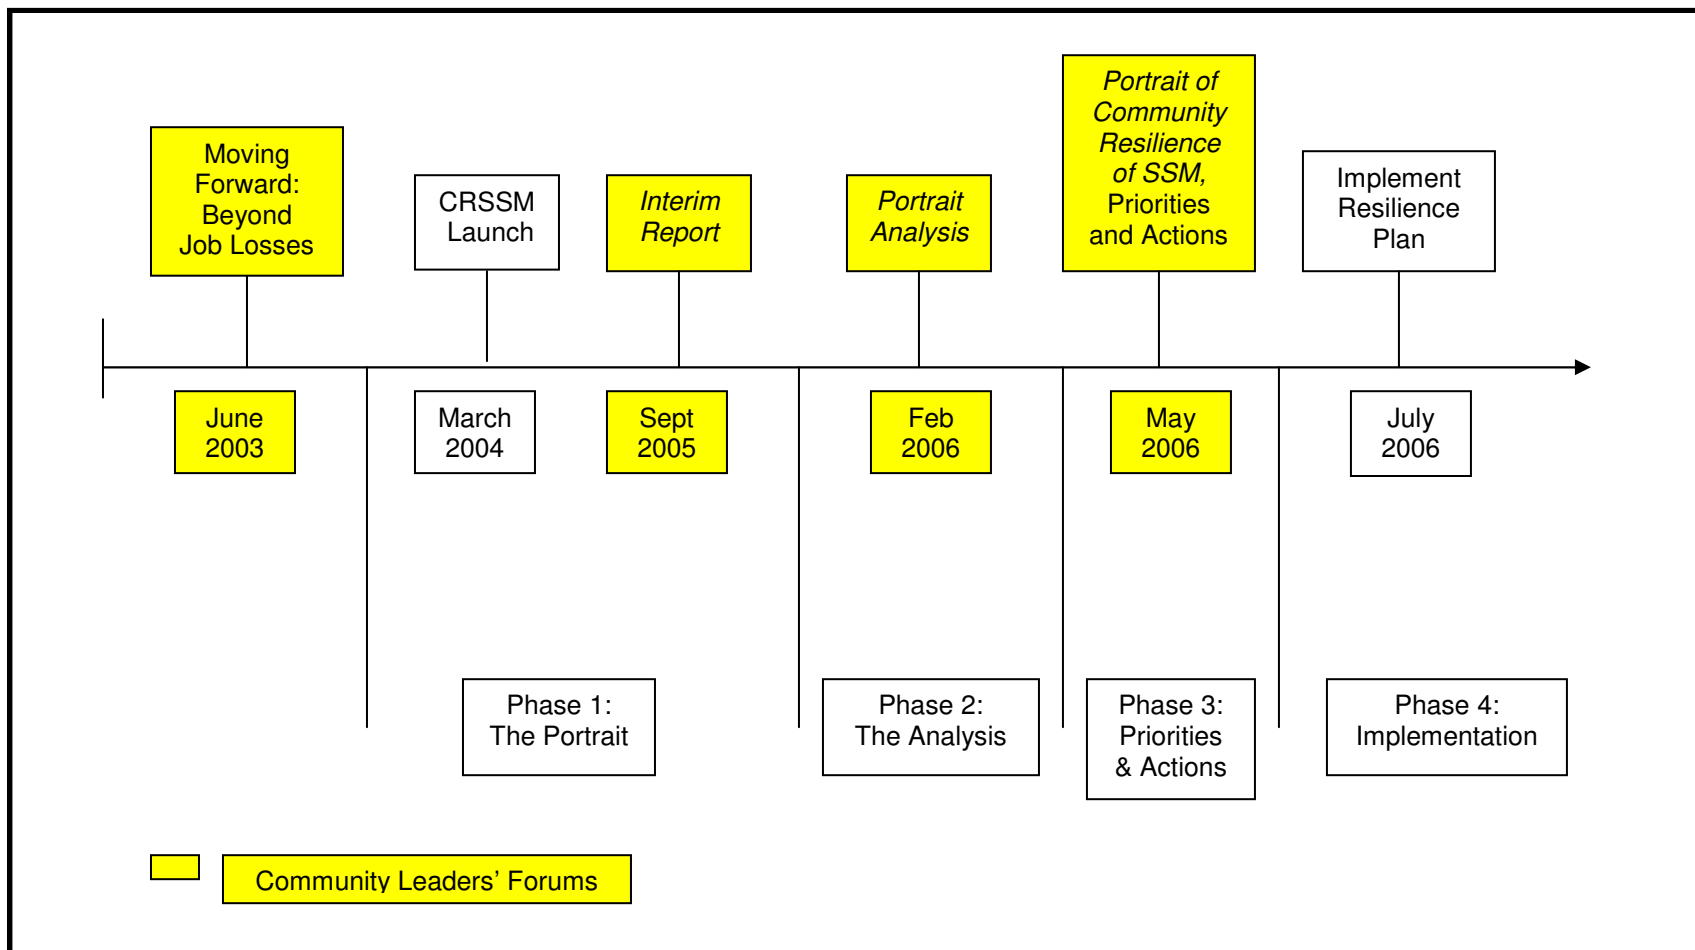 Moving
Forward:
Beyond
Job Losses
CRSSM
Launch
Interim
Report
Portrait
Analysis
Portrait of
Community
Resilience
of SSM,
Priorities
and Actions
Implement
Resilience
Plan
June
2003
March
2004
Sept
2005
Feb
2006
May
2006
July
2006
Phase 1:
The Portrait
Phase 2:
The Analysis
Phase 3:
Priorities
& Actions
Phase 4:
Implementation
Community Leaders’ Forums